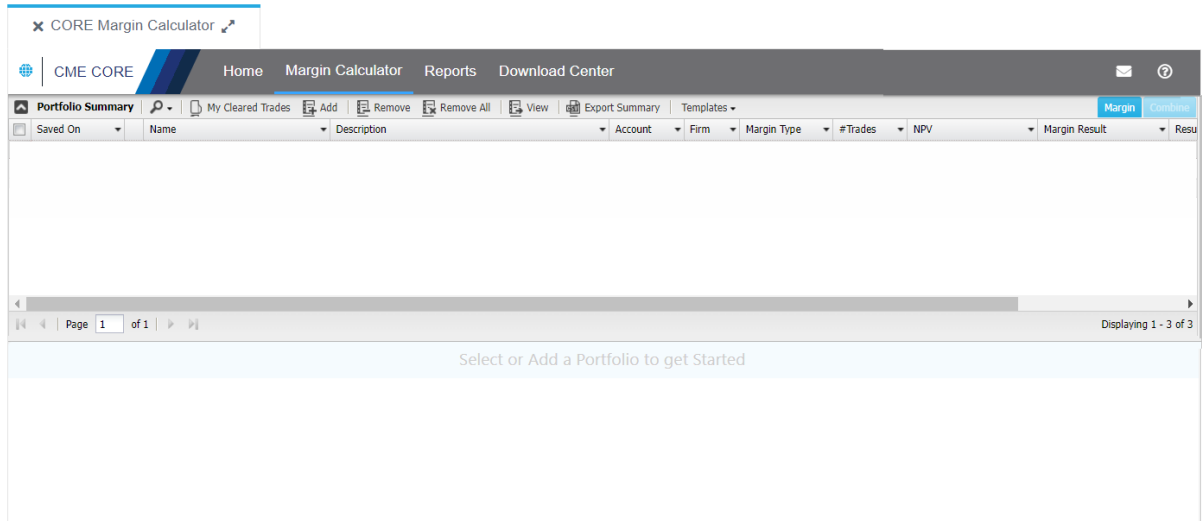 CORE Margin Calculator
CME CORE Home Margin Calculator Reports Download Center
Portfolio Summary My Cleared Trades Add Remove Remove All View Export Summary Templates Margin Combine
Saved On Name Description Account Firm Margin Type #Trades NPV Margin Result Resu
Page 1 of 1 Displaying 1 - 3 of 3
Select or Add a Portfolio to get Started